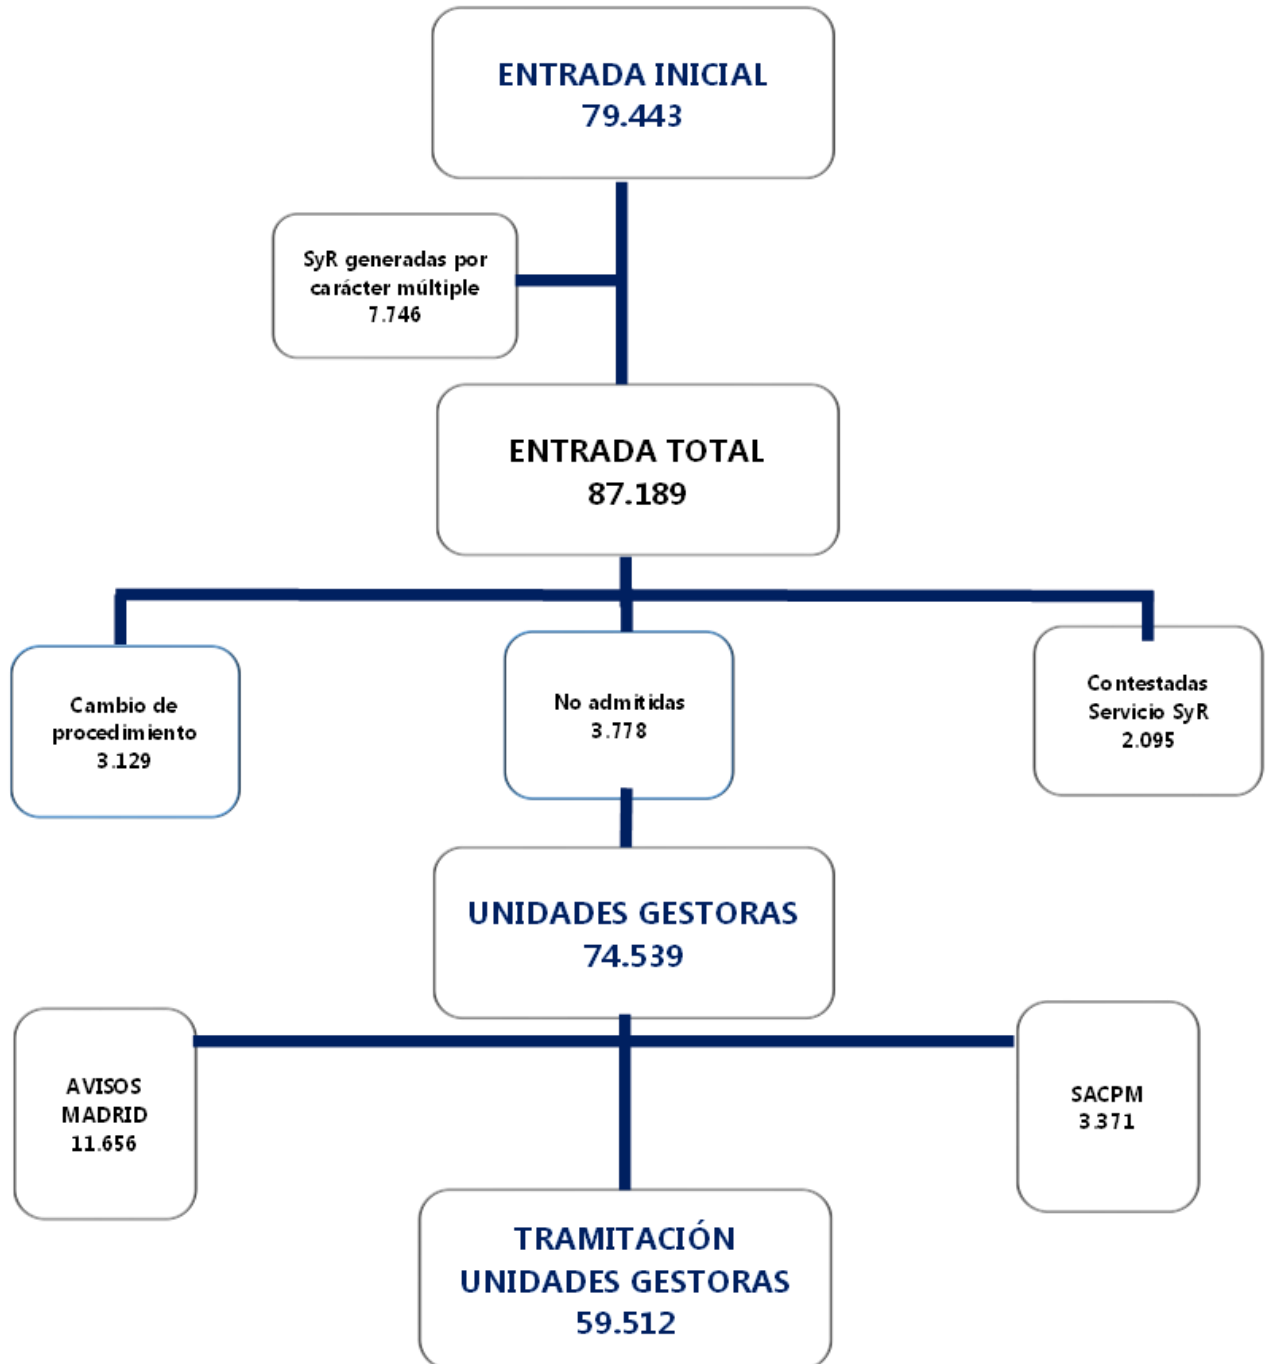 ENTRADA INICIAL
79.443
SyR generadas por
carácter múltiple
7.746
ENTRADA TOTAL
87.189
Cambio de
procedimiento
3.129
No admitidas
3.778
Contestadas
Servicio SyR
2.095
UNIDADES GESTORAS
74.539
AVISOS
MADRID
11.656
SACPM
3.371
TRAMITACIÓN
UNIDADES GESTORAS
59.512